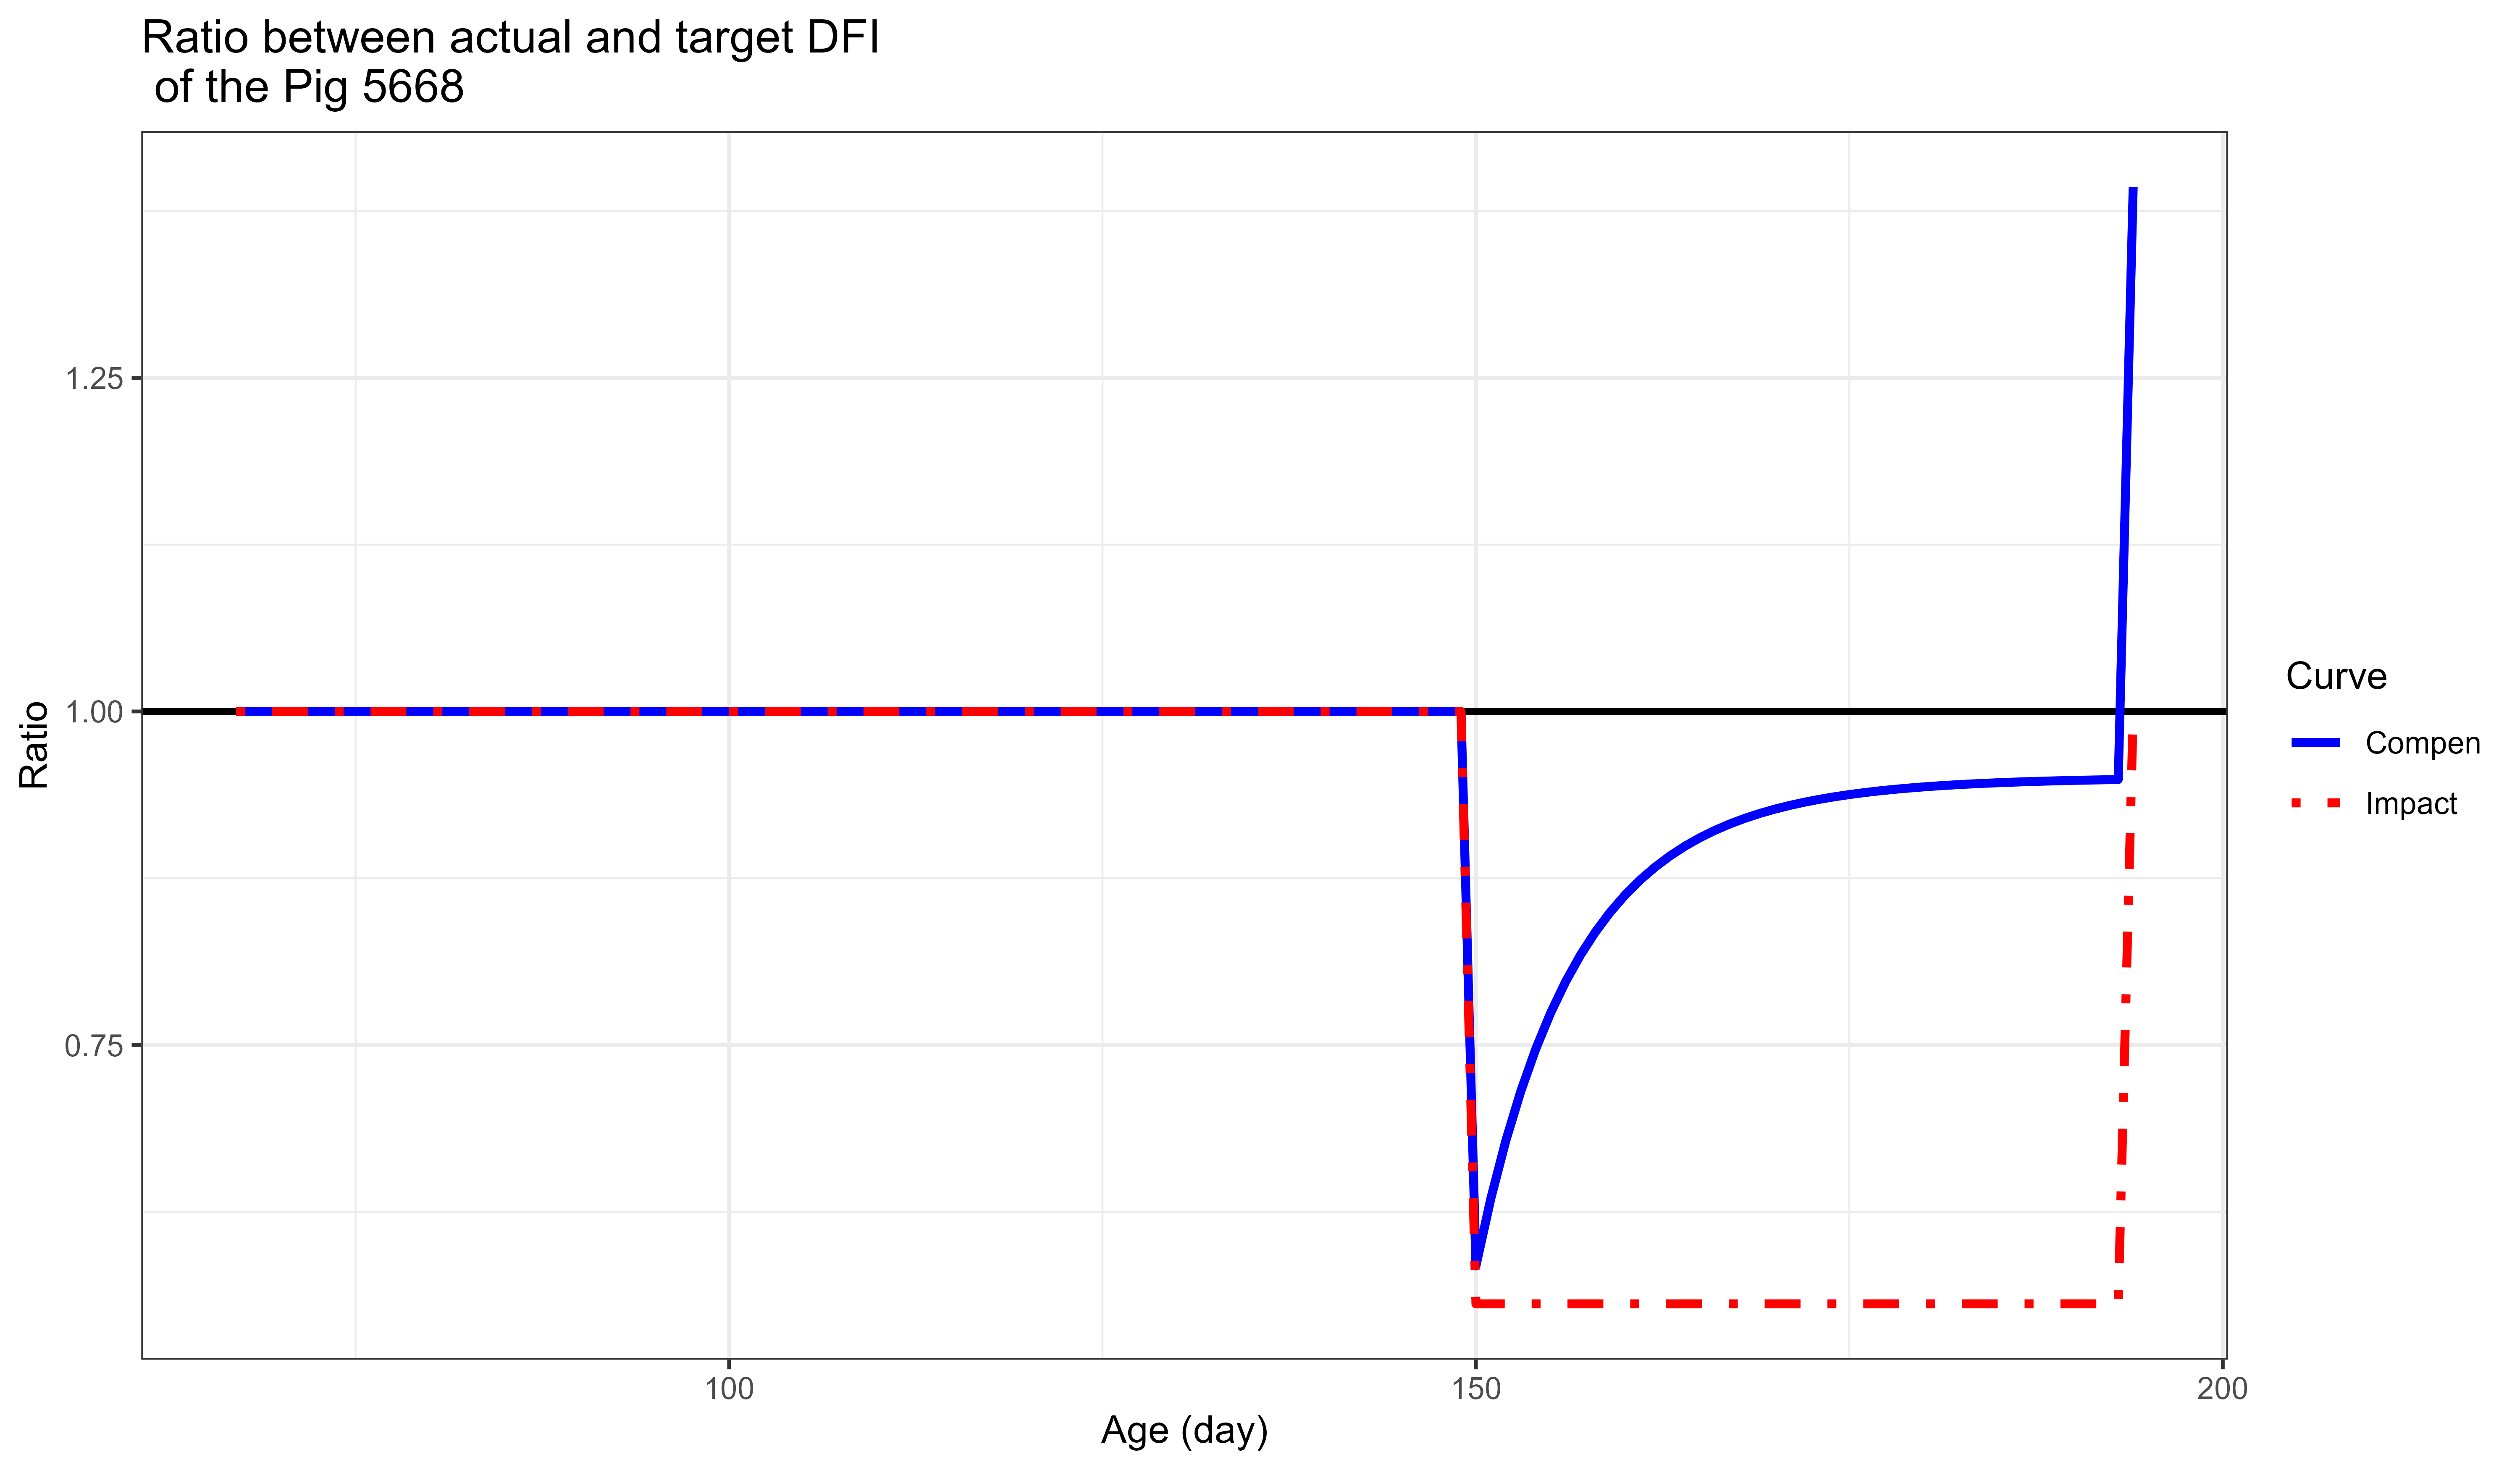 Ratio between actual and target DFI
of the Pig 5668
Ratio
1.25
1.00
0.75
100
150
200
Age (day)
Curve
Compen
Impact